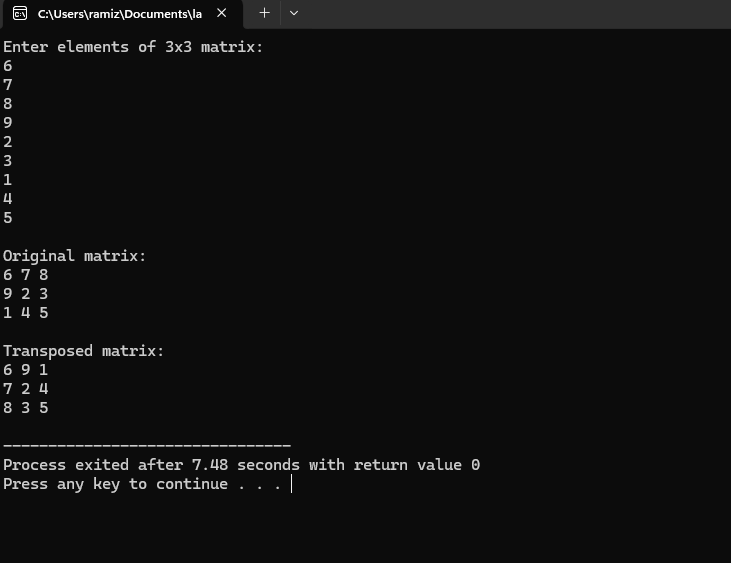 C:\Users\ramiz\Documents\la
Enter elements of 3x3 matrix:
6
7
8
9
2
3
1
4
5
Original matrix:
6 7 8
9 2 3
1 4 5
Transposed matrix:
6 9 1
7 2 4
8 3 5
--------------------------------
Process exited after 7.48 seconds with return value 0
Press any key to continue . . .